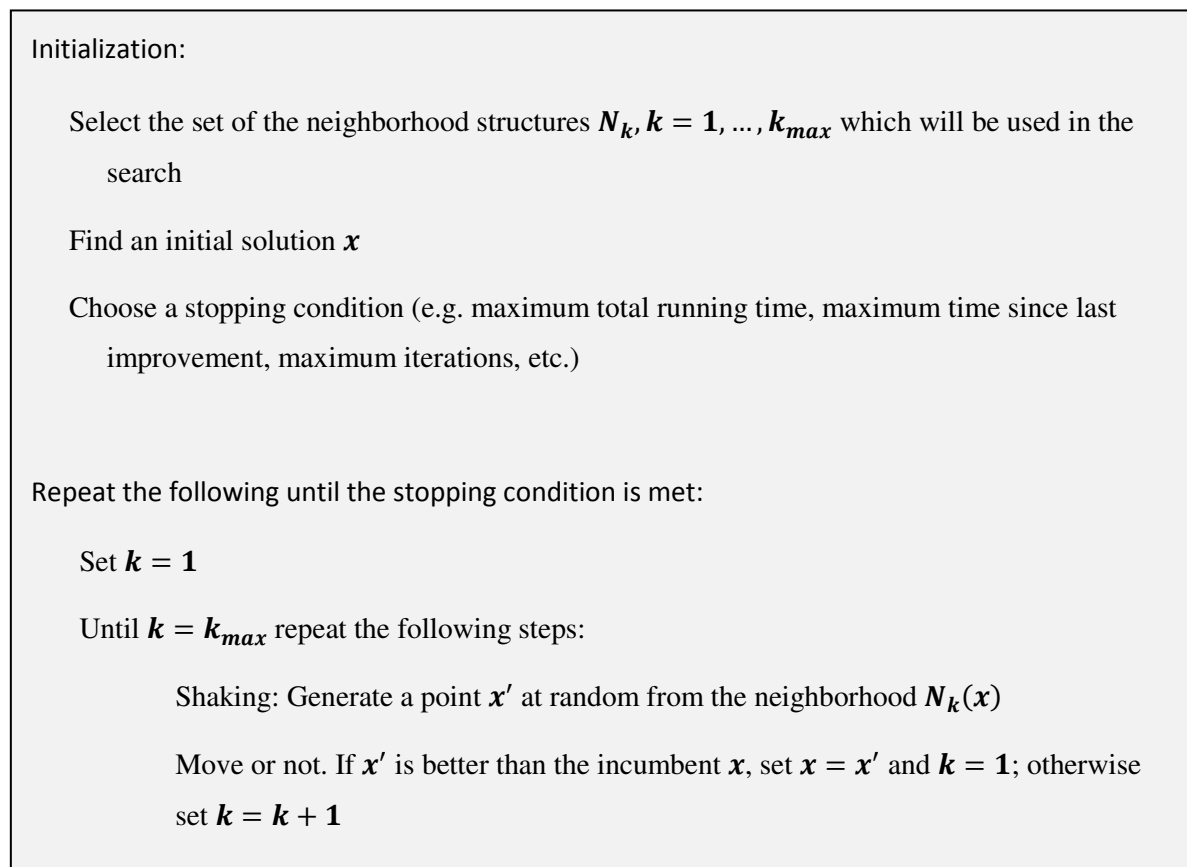 Initialization:
Select the set of the neighborhood structures N_k, k = 1, ..., k_max which will be used in the
search
Find an initial solution x
Choose a stopping condition (e.g. maximum total running time, maximum time since last
improvement, maximum iterations, etc.)
Repeat the following until the stopping condition is met:
Set k = 1
Until k = k_max repeat the following steps:
Shaking: Generate a point x′ at random from the neighborhood N_k(x)
Move or not. If x′ is better than the incumbent x, set x = x′ and k = 1; otherwise
set k = k + 1